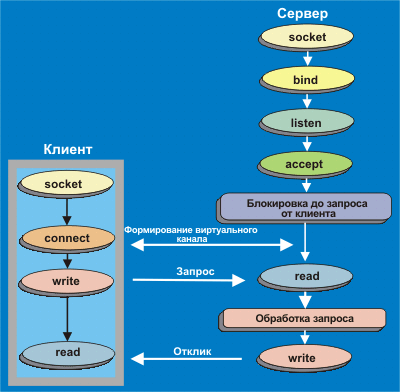 Сервер
socket
bind
listen
accept
Блокировка до запроса
от клиента
Клиент
socket
connect
write
read
Формирование виртуального
канала
Запрос
read
Обработка запроса
Отклик
write